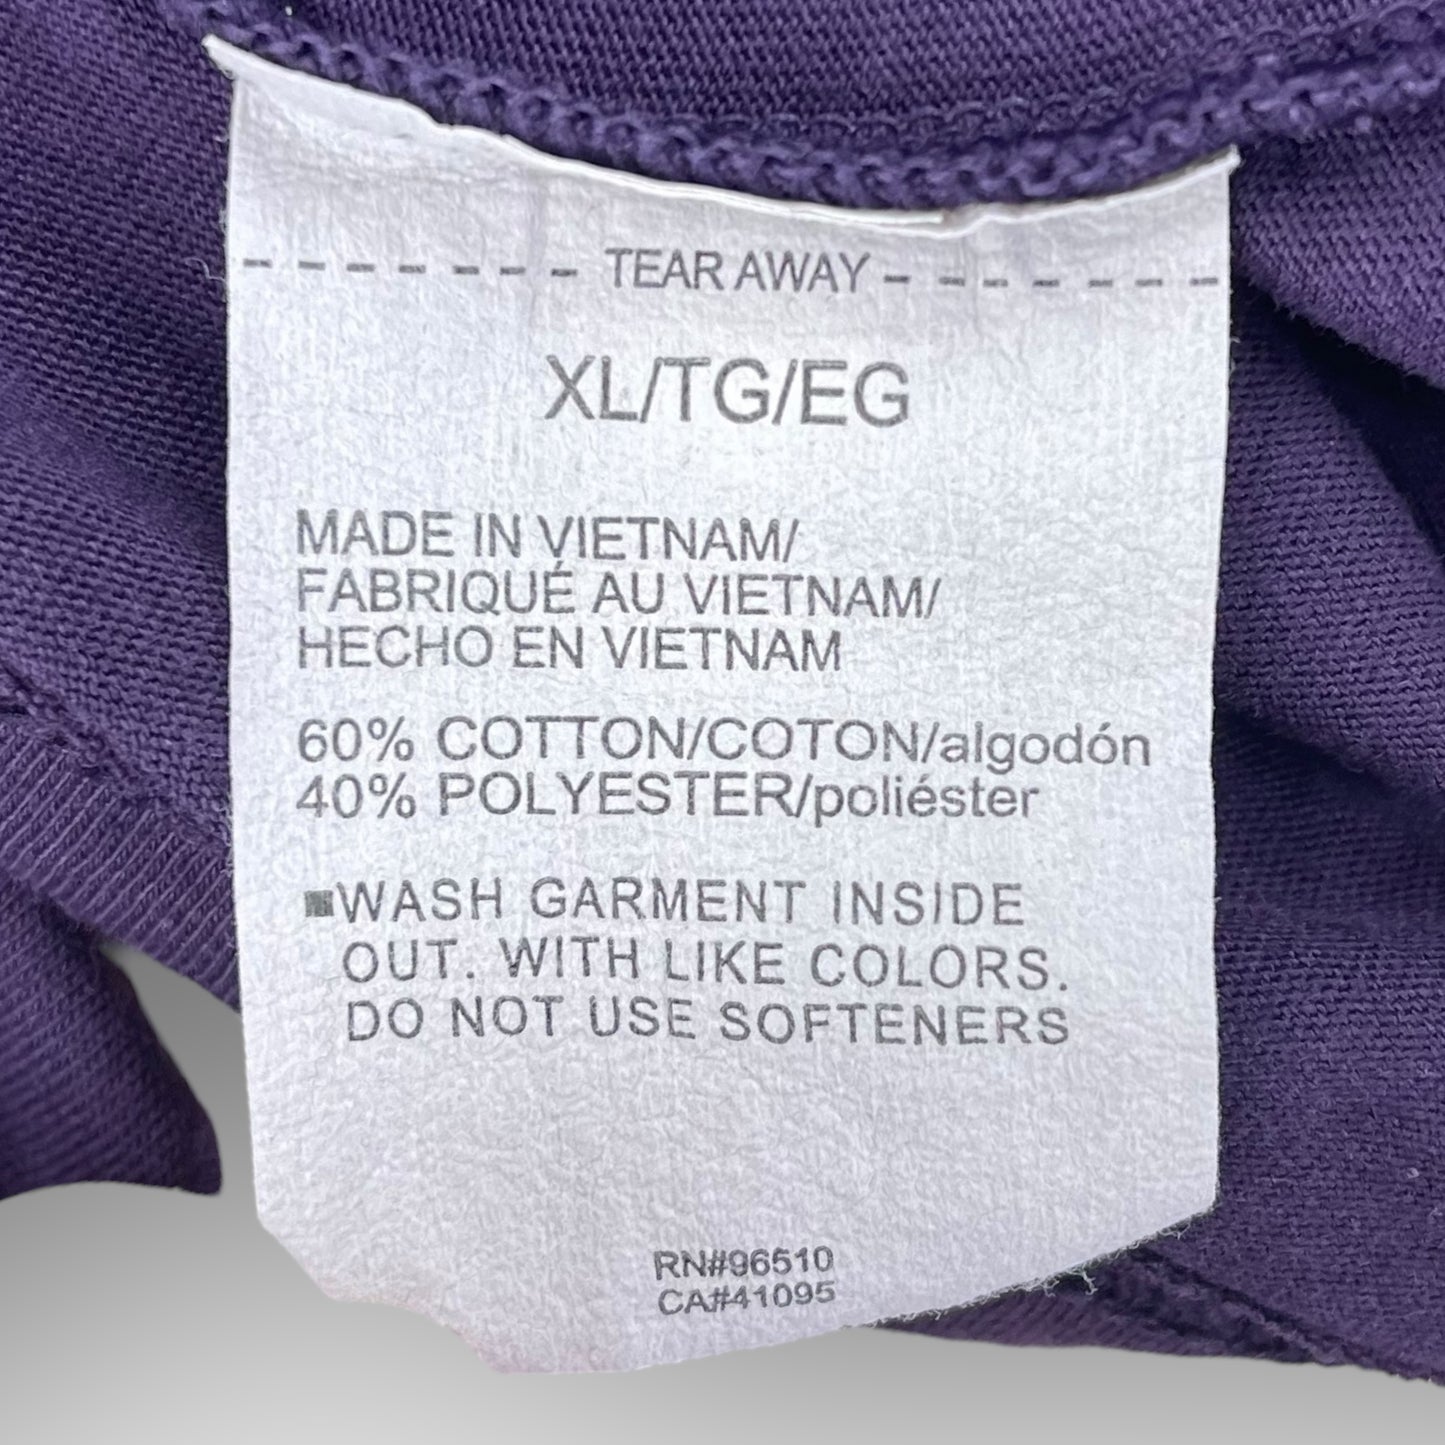 TEAR AWAY
XL/TG/EG
MADE IN VIETNAM/
FABRIQUÉ AU VIETNAM/
HECHO EN VIETNAM
60% COTTON/COTON/algodón
40% POLYESTER/poliéster
■WASH GARMENT INSIDE
OUT. WITH LIKE COLORS.
DO NOT USE SOFTENERS
RN#96510
CA#41095